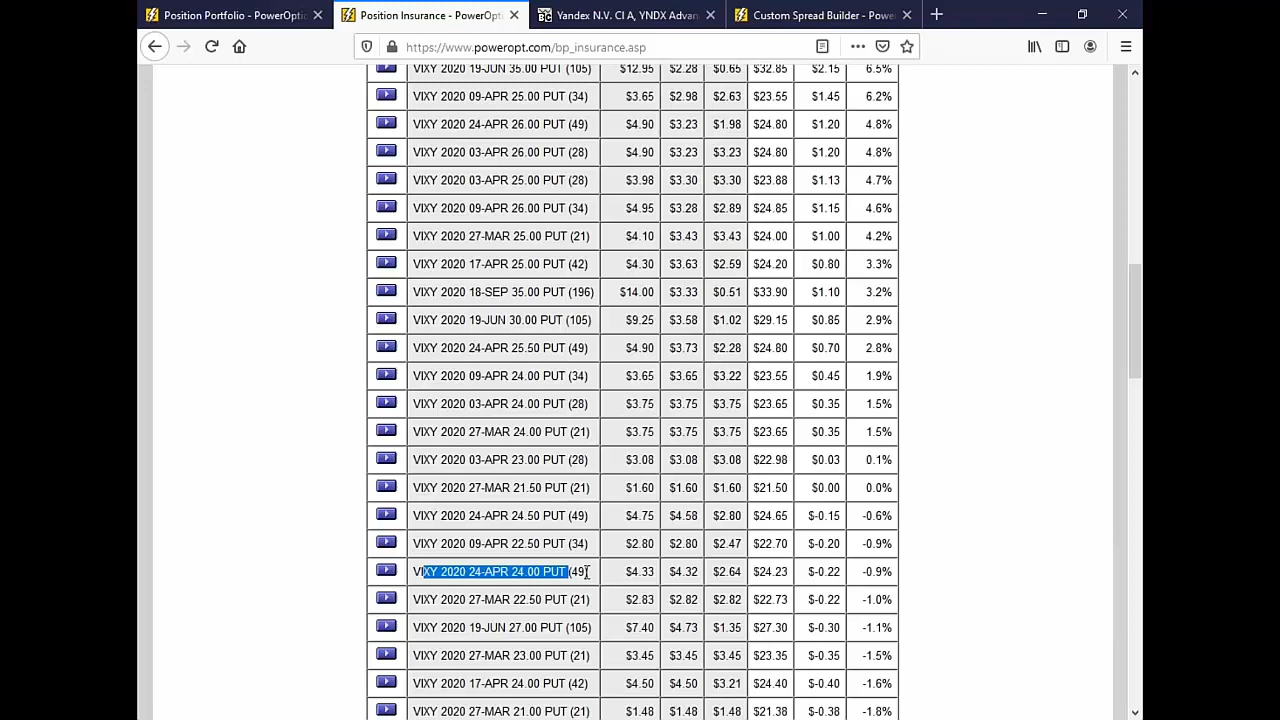 Position Portfolio - PowerOpti
Position Insurance - PowerOpti
Yandex N.V. Cl A, YNDX Advan
Custom Spread Builder - Powe
https://www.poweropt.com/bp_insurance.asp
VIXY 2020 19-JUN 35.00 PUT (105) $12.95 $2.28 $0.65 $32.85 $2.15 6.5%
VIXY 2020 09-APR 25.00 PUT (34) $3.65 $2.98 $2.63 $23.55 $1.45 6.2%
VIXY 2020 24-APR 26.00 PUT (49) $4.90 $3.23 $1.98 $24.80 $1.20 4.8%
VIXY 2020 03-APR 26.00 PUT (28) $4.90 $3.23 $3.23 $24.80 $1.20 4.8%
VIXY 2020 03-APR 25.00 PUT (28) $3.98 $3.30 $3.30 $23.88 $1.13 4.7%
VIXY 2020 09-APR 26.00 PUT (34) $4.95 $3.28 $2.89 $24.85 $1.15 4.6%
VIXY 2020 27-MAR 25.00 PUT (21) $4.10 $3.43 $3.43 $24.00 $1.00 4.2%
VIXY 2020 17-APR 25.00 PUT (42) $4.30 $3.63 $2.59 $24.20 $0.80 3.3%
VIXY 2020 18-SEP 35.00 PUT (196) $14.00 $3.33 $0.51 $33.90 $1.10 3.2%
VIXY 2020 19-JUN 30.00 PUT (105) $9.25 $3.58 $1.02 $29.15 $0.85 2.9%
VIXY 2020 24-APR 25.50 PUT (49) $4.90 $3.73 $2.28 $24.80 $0.70 2.8%
VIXY 2020 09-APR 24.00 PUT (34) $3.65 $3.65 $3.22 $23.55 $0.45 1.9%
VIXY 2020 03-APR 24.00 PUT (28) $3.75 $3.75 $3.75 $23.65 $0.35 1.5%
VIXY 2020 27-MAR 24.00 PUT (21) $3.75 $3.75 $3.75 $23.65 $0.35 1.5%
VIXY 2020 03-APR 23.00 PUT (28) $3.08 $3.08 $3.08 $22.98 $0.03 0.1%
VIXY 2020 27-MAR 21.50 PUT (21) $1.60 $1.60 $1.60 $21.50 $0.00 0.0%
VIXY 2020 24-APR 24.50 PUT (49) $4.75 $4.58 $2.80 $24.65 $-0.15 -0.6%
VIXY 2020 09-APR 22.50 PUT (34) $2.80 $2.80 $2.47 $22.70 $-0.20 -0.9%
VIXY 2020 24-APR 24.00 PUT (49) $4.33 $4.32 $2.64 $24.23 $-0.22 -0.9%
VIXY 2020 27-MAR 22.50 PUT (21) $2.83 $2.82 $2.82 $22.73 $-0.22 -1.0%
VIXY 2020 19-JUN 27.00 PUT (105) $7.40 $4.73 $1.35 $27.30 $-0.30 -1.1%
VIXY 2020 27-MAR 23.00 PUT (21) $3.45 $3.45 $3.45 $23.35 $-0.35 -1.5%
VIXY 2020 17-APR 24.00 PUT (42) $4.50 $4.50 $3.21 $24.40 $-0.40 -1.6%
VIXY 2020 27-MAR 21.00 PUT (21) $1.48 $1.48 $1.48 $21.38 $-0.38 -1.8%